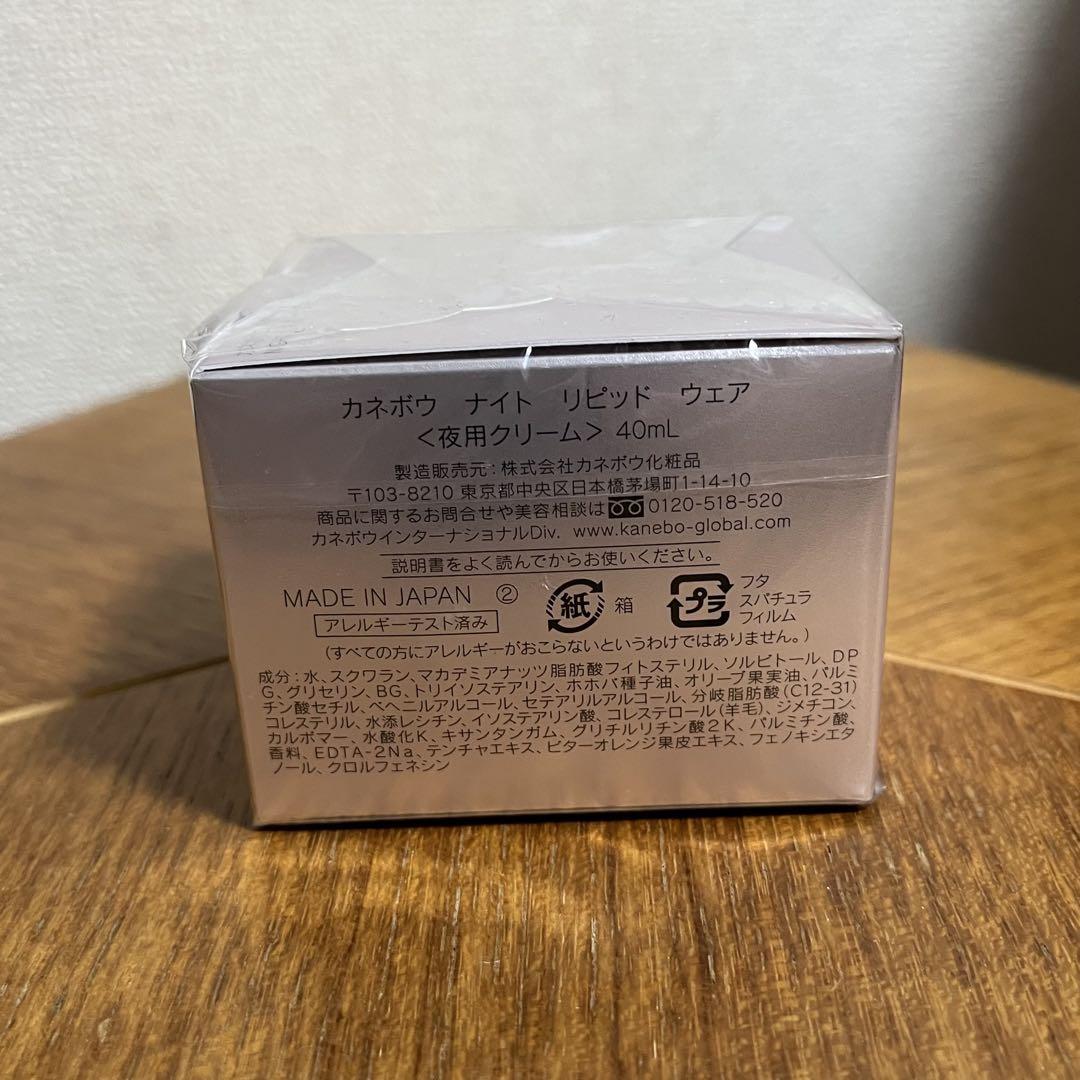 カネボウ ナイト リピッド ウェア
＜夜用クリーム＞ 40mL
製造販売元：株式会社カネボウ化粧品
〒103-8210 東京都中央区日本橋茅場町1-14-10
商品に関するお問合せや美容相談は 0120-518-520
カネボウインターナショナルDiv. www.kanebo-global.com
説明書をよく読んでからお使いください。
MADE IN JAPAN ② 紙 箱 プラ フタ
スパチュラ
フィルム
アレルギーテスト済み
（すべての方にアレルギーがおこらないというわけではありません。）
成分：水、スクワラン、マカデミアナッツ脂肪酸フィトステリル、ソルビトール、DP
G、グリセリン、BG、トリイソステアリン、ホホバ種子油、オリーブ果実油、パルミ
チン酸セチル、ベヘニルアルコール、セテアリルアルコール、分岐脂肪酸（C12-31）
コレステリル、水添レシチン、イソステアリン酸、コレステロール（羊毛）、ジメチコン、
カルボマー、水酸化K、キサンタンガム、グリチルリチン酸2K、パルミチン酸、
香料、EDTA-2Na、テンチャエキス、ビターオレンジ果皮エキス、フェノキシエタ
ノール、クロルフェネシン